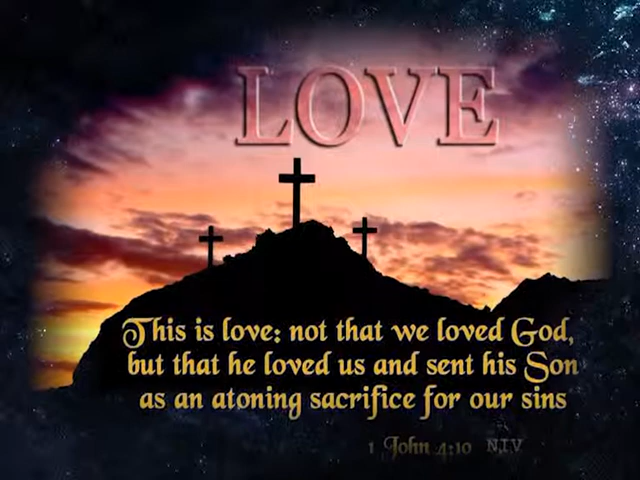 LOVE
This is love: not that we loved God,
but that he loved us and sent his Son
as an atoning sacrifice for our sins
1 John 4:10 NIV